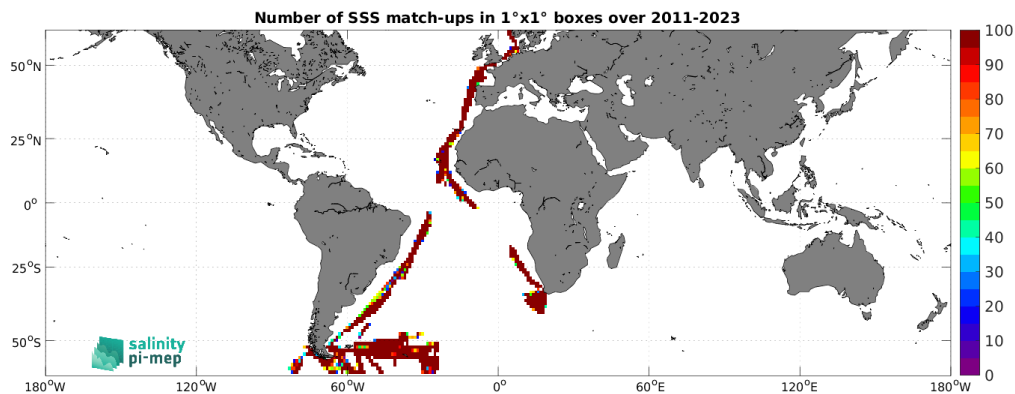 Number of SSS match-ups in 1°x1° boxes over 2011-2023
100
90
80
70
60
50
40
30
20
10
0
50°N
25°N
0°
25°S
50°S
salinity
pi-mep
180°W 120°W 60°W 0° 60°E 120°E 180°W